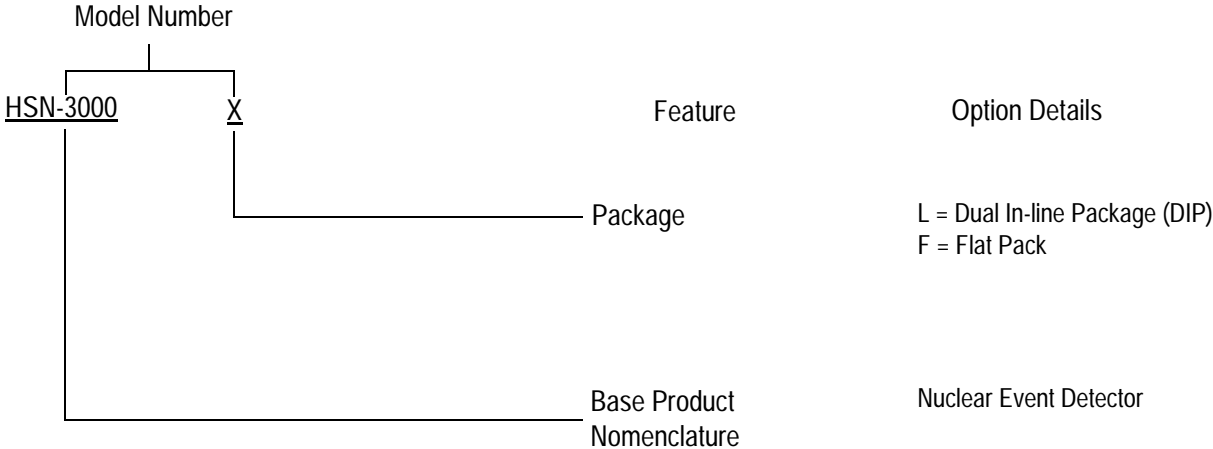 Model Number
HSN-3000 X Feature Option Details
Package L = Dual In-line Package (DIP)
F = Flat Pack
Base Product Nuclear Event Detector
Nomenclature